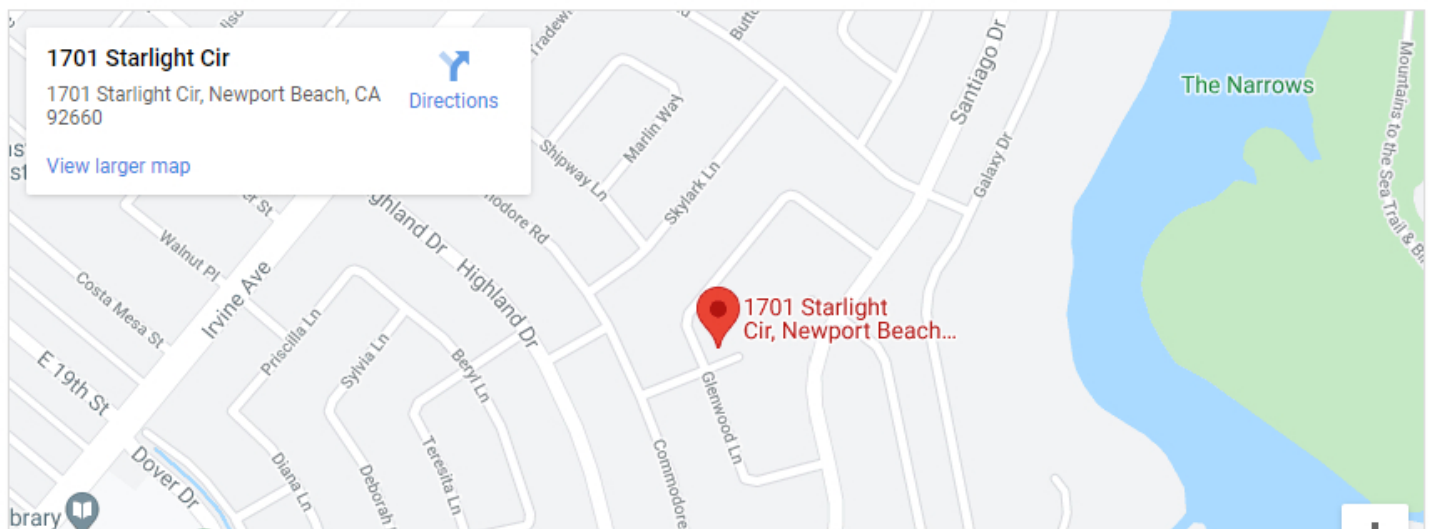 1701 Starlight Cir
1701 Starlight Cir, Newport Beach, CA
92660
Directions
View larger map
Santiago Dr
The Narrows
Mountains to the Sea Trail & Bi
Marlin Way
Shipway Ln
Skylark Ln
Galaxy Dr
Highland Dr
Walnut Pl
Irvine Ave
Highland Dr
Costa Mesa St
Priscilla Ln
1701 Starlight
Cir, Newport Beach...
E 19th St
Sylvia Ln
Beryl Ln
Glenwood Ln
Dover Dr
Diana Ln
Deborah
Teresita Ln
Commodore
brary